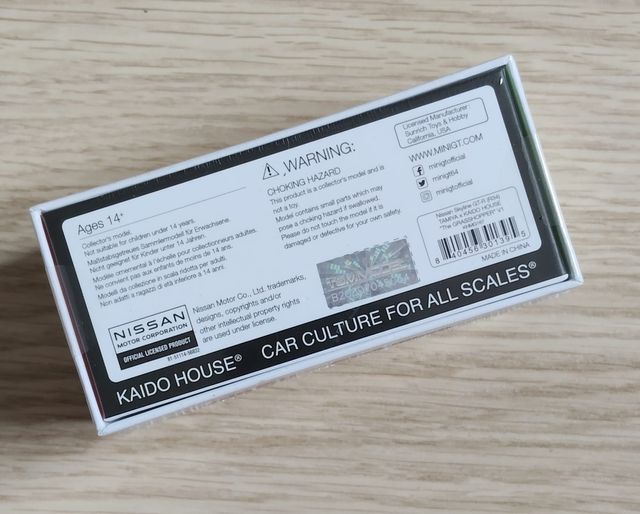 Ages 14+
Collector's model.
Not suitable for children under 14 years.
Maßstabsgetreues Sammlermodell für Erwachsene.
Nicht geeignet für Kinder unter 14 Jahren.
Modèle ornemental à l'échelle pour collectionneurs adultes.
Ne convient pas aux enfants de moins de 14 ans.
Modelli da collezione in scala ridotta per adulti.
Non adatti a ragazzi di età inferiore a 14 anni.
NISSAN
MOTOR CORPORATION
OFFICIAL LICENSED PRODUCT
Nissan Motor Co., Ltd. trademarks,
designs, copyrights and/or
other intellectual property rights
are used under license.
WARNING:
CHOKING HAZARD
This product is a collector's model and is
not a toy.
Model contains small parts which may
pose a choking hazard if swallowed.
Please do not touch the model if it is
damaged or defective for your own safety.
Licensed Manufacturer:
Sunrich Toys & Hobby
California, USA
WWW.MINIGT.COM
minigtofficial
minigt64
minigtofficial
Nissan Skyline GT-R (R34)
TAMIYA x KAIDO HOUSE
"The GRASSHOPPER" V1
8 40456 30139 5
MADE IN CHINA
KAIDO HOUSE® CAR CULTURE FOR ALL SCALES®